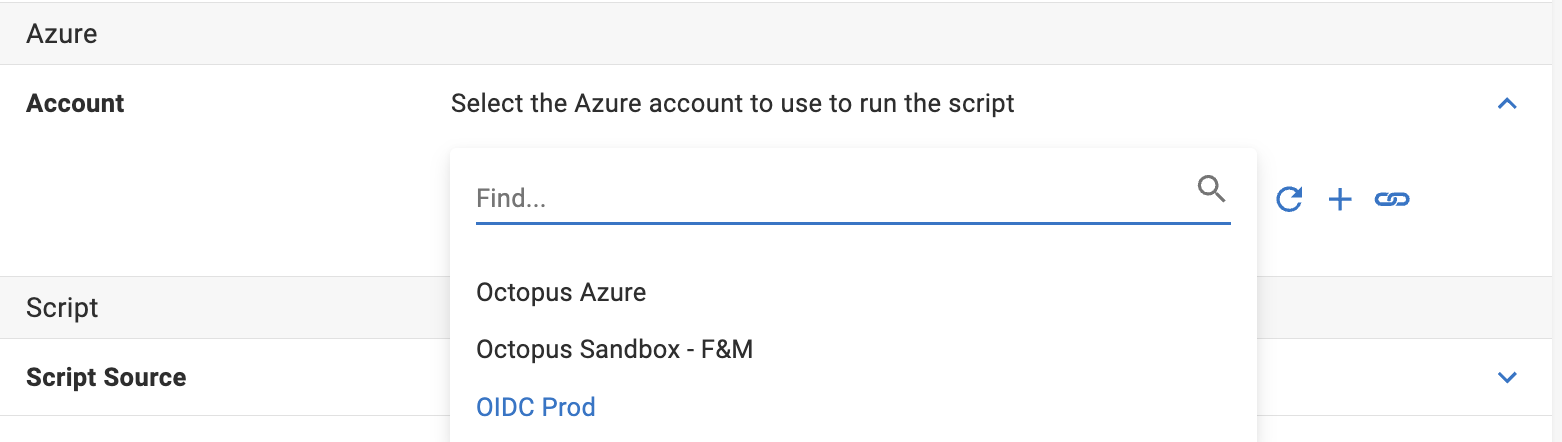 Azure
Account
Select the Azure account to use to run the script
Find...
Octopus Azure
Octopus Sandbox - F&M
OIDC Prod
Script
Script Source